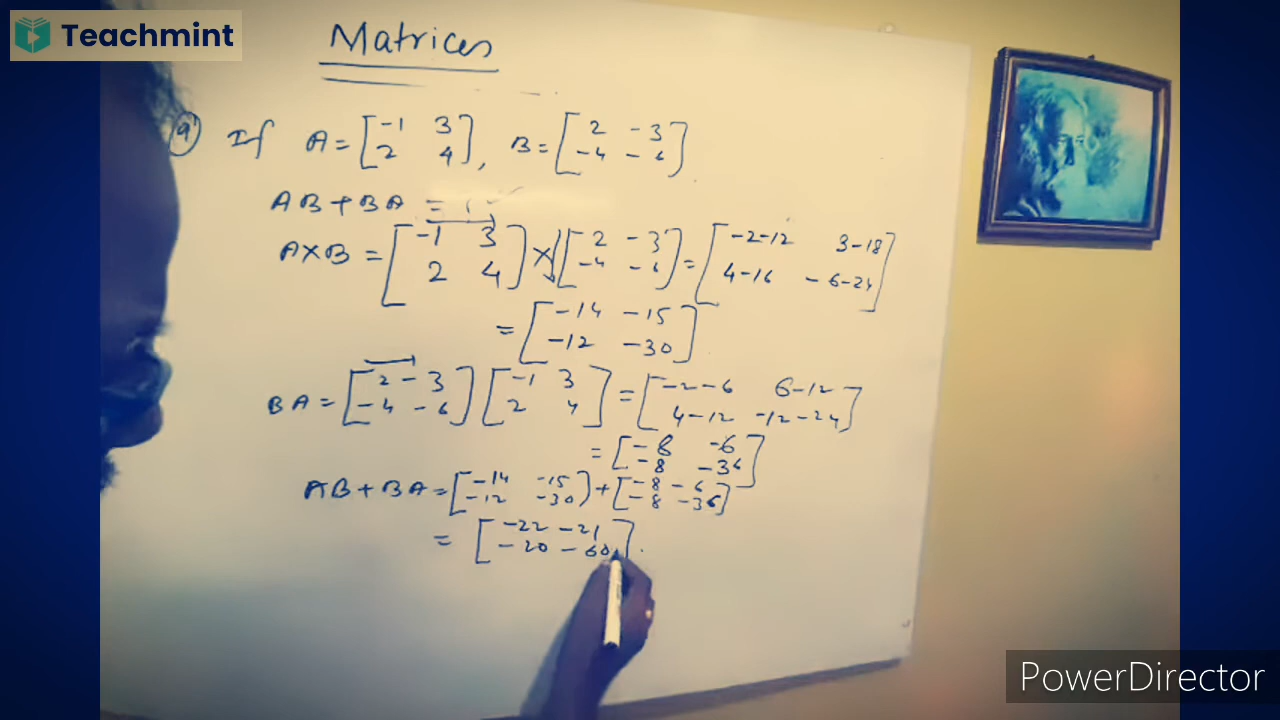 Teachmint
Matrices
9) If A = [-1 3 2 4], B = [2 -3 -4 -6]
AB + BA =
A×B = [-1 3 2 4] × [2 -3 -4 -6] = [-2-12 3-18 4-16 -6-24]
= [-14 -15 -12 -30]
BA = [2 -3 -4 -6] [-1 3 2 4] = [-2-6 6-12 4-12 -12-24]
= [-8 -6 -8 -36]
AB + BA = [-14 -15 -12 -30] + [-8 -6 -8 -36]
= [-22 -21 -20 -60]
PowerDirector